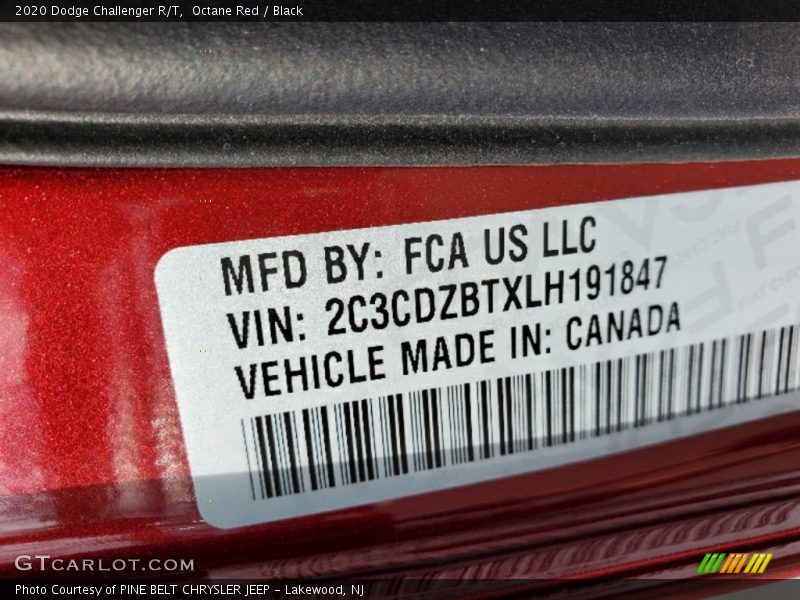 2020 Dodge Challenger R/T,  Octane Red / Black
MFD BY: FCA US LLC
VIN: 2C3CDZBTXLH191847
VEHICLE MADE IN: CANADA
GTCARLOT.COM
Photo Courtesy of PINE BELT CHRYSLER JEEP - Lakewood, NJ